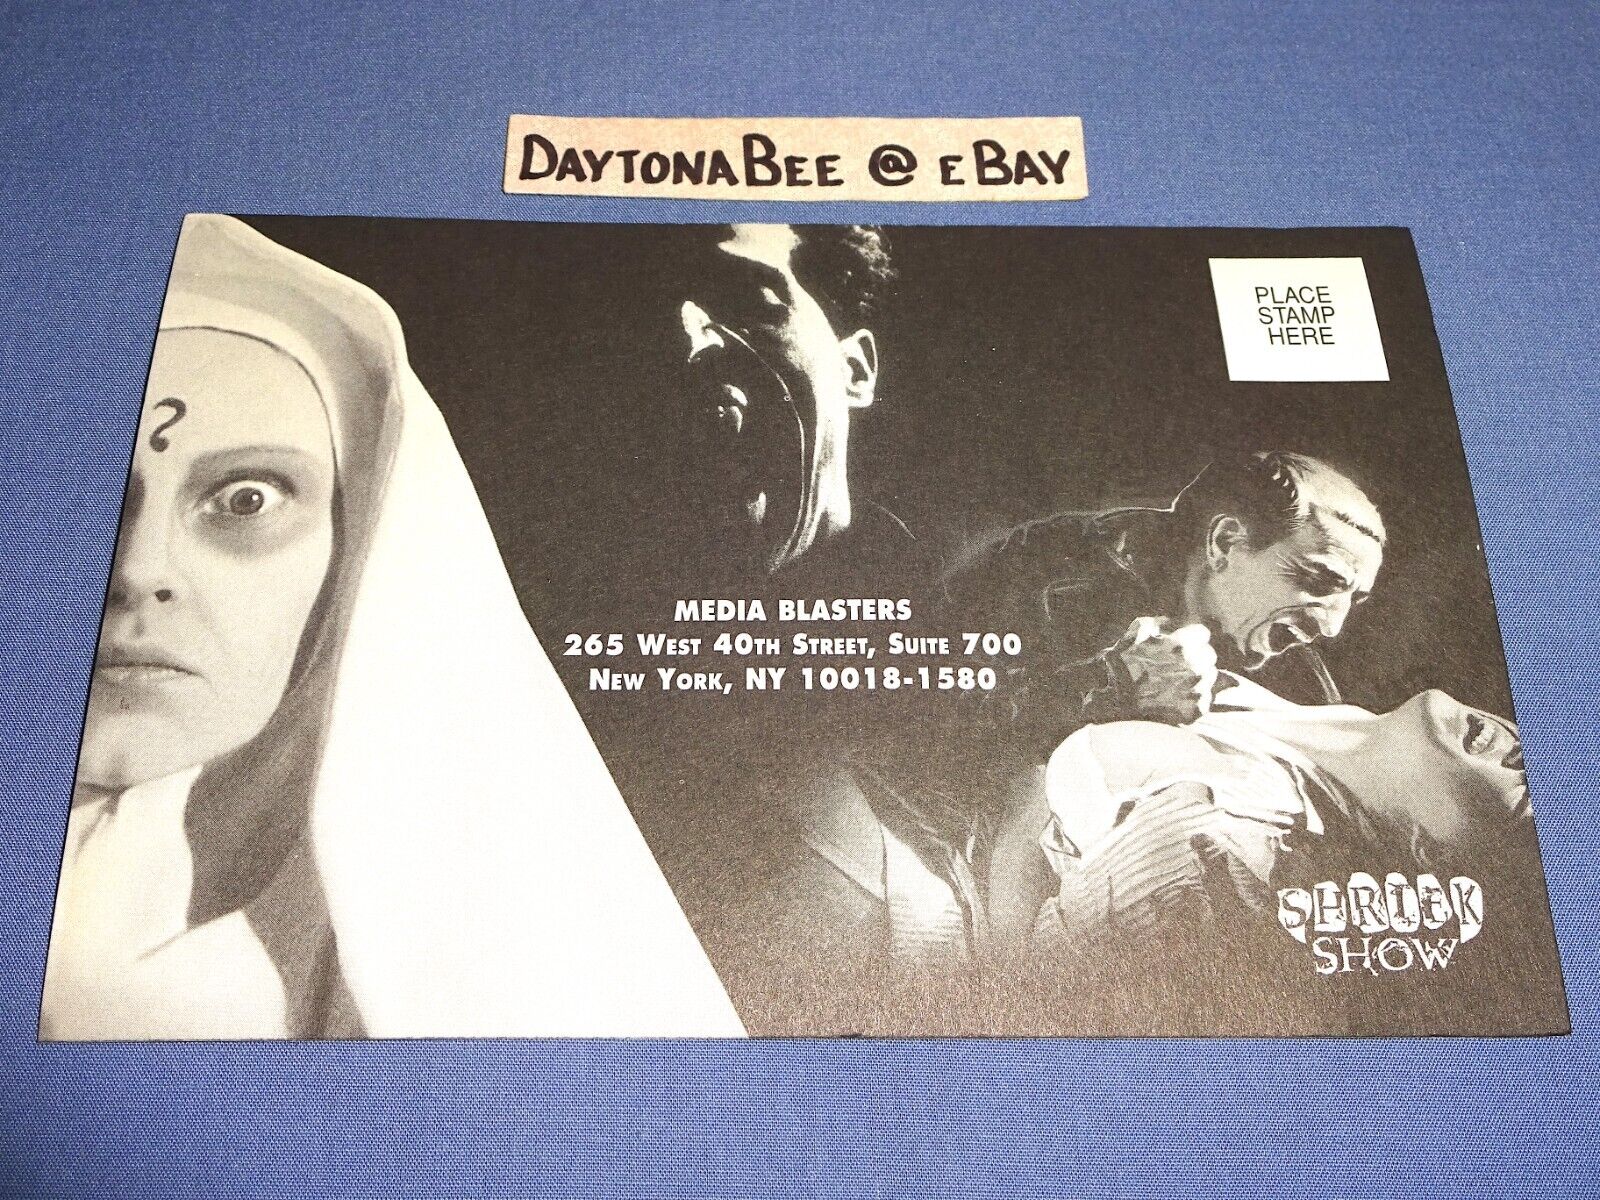 DAYTONABEE @ EBAY
PLACE
STAMP
HERE
?
MEDIA BLASTERS
265 WEST 40TH STREET, SUITE 700
NEW YORK, NY 10018-1580
SHRIEK
SHOW